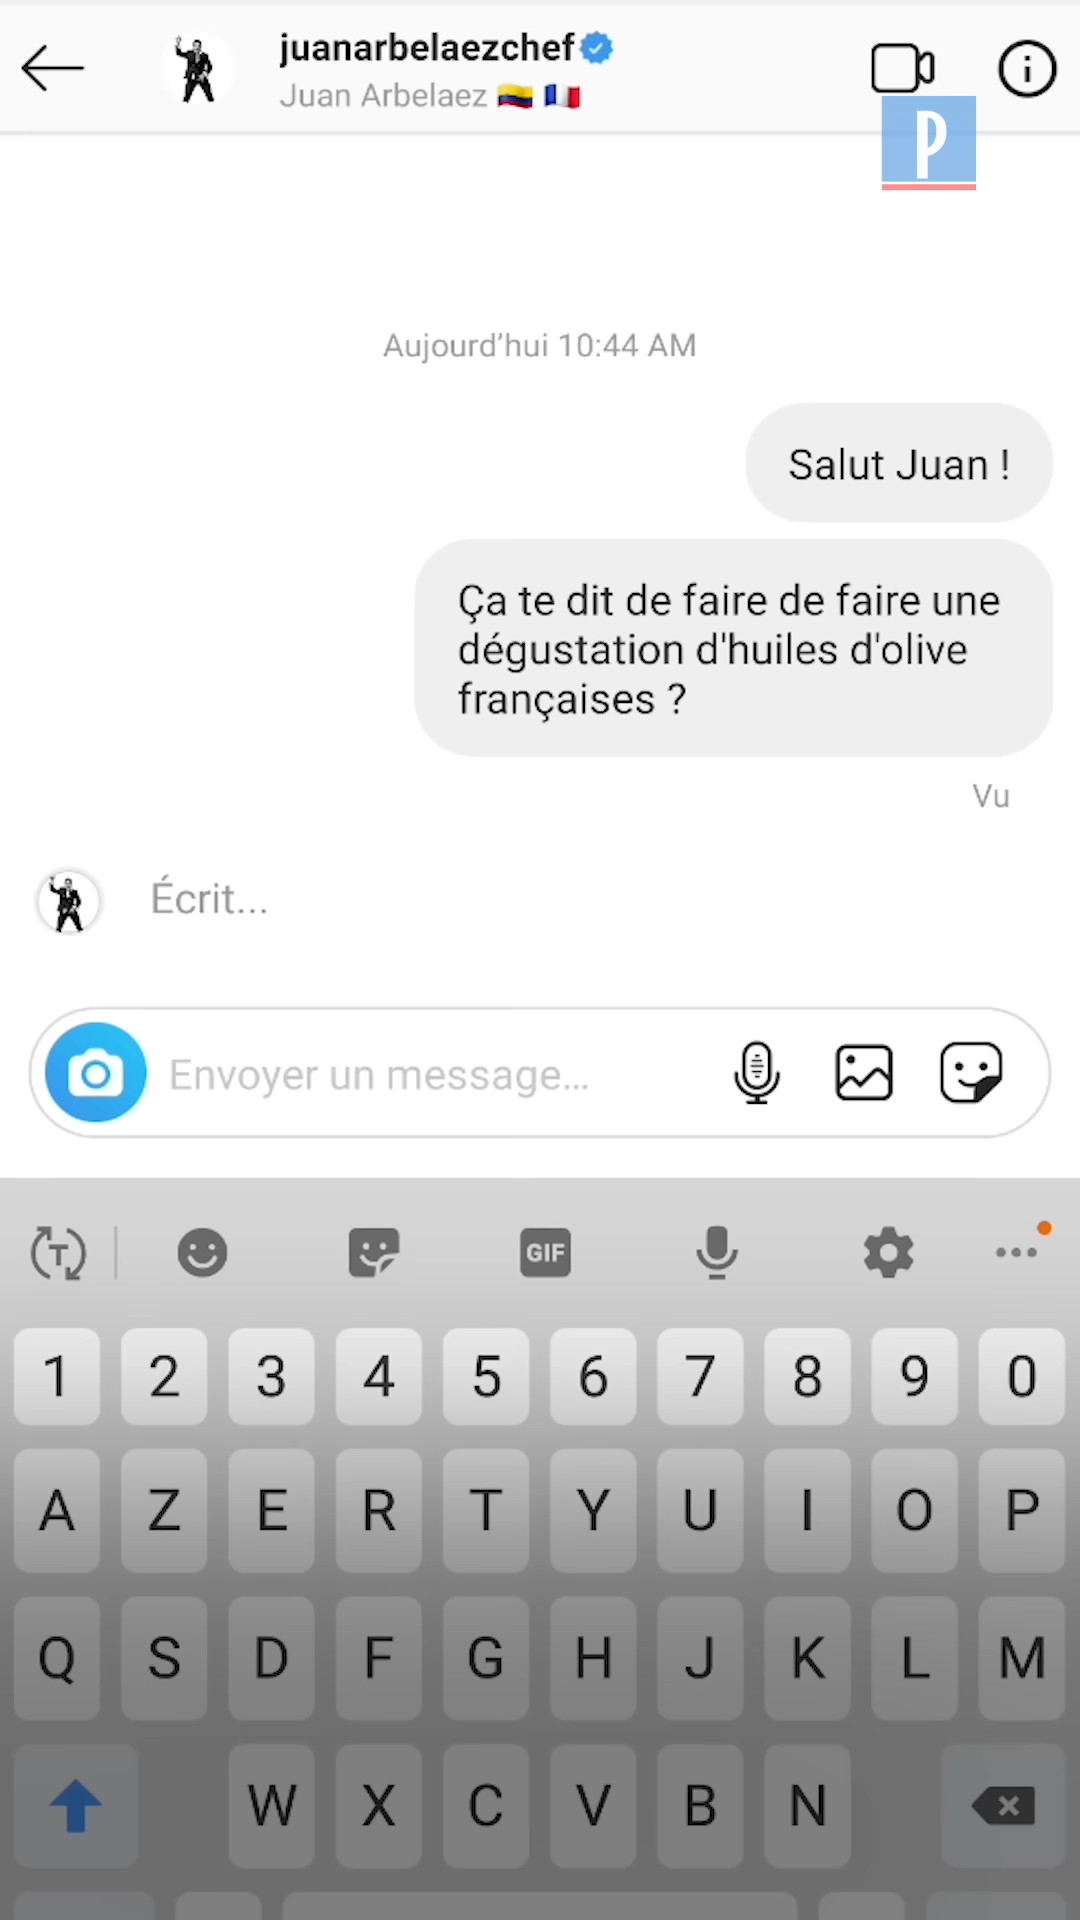 juanarbelaezchef
Juan Arbelaez 🇨🇴 🇫🇷
P
Aujourd'hui 10:44 AM
Salut Juan !
Ça te dit de faire de faire une
dégustation d'huiles d'olive
françaises ?
Vu
Écrit...
Envoyer un message...
T
GIF
1 2 3 4 5 6 7 8 9 0
A Z E R T Y U I O P
Q S D F G H J K L M
W X C V B N